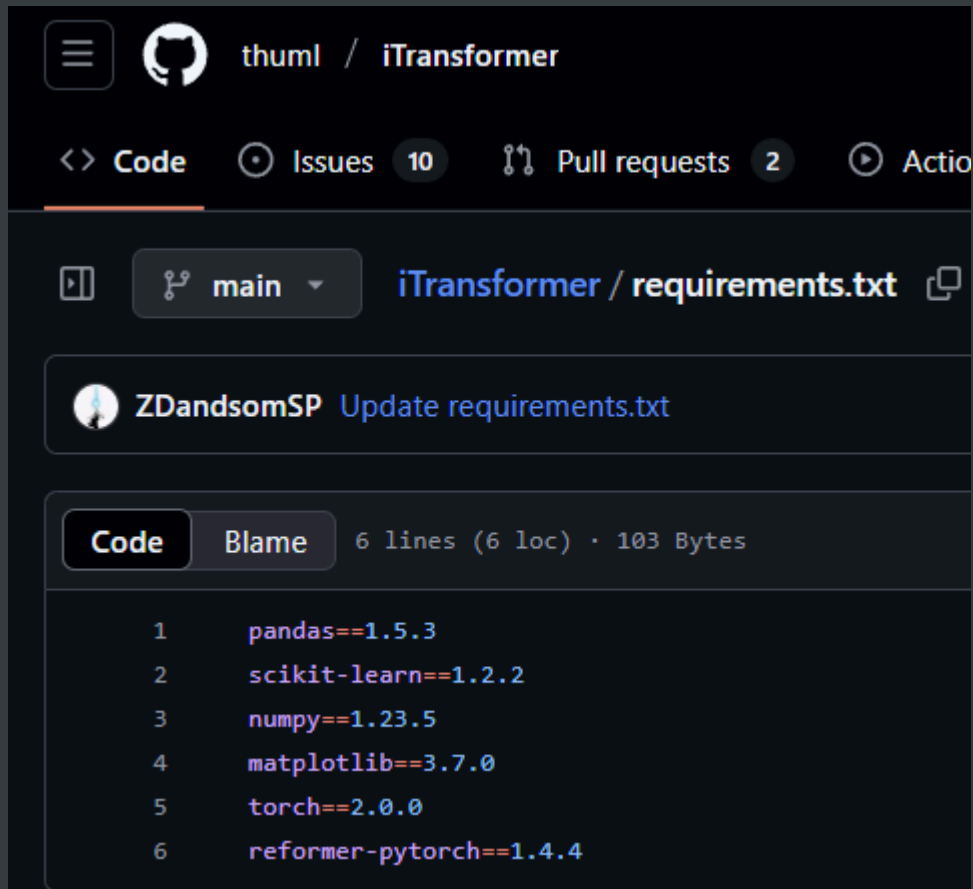 thuml / iTransformer
Code Issues 10 Pull requests 2
main iTransformer / requirements.txt
ZDandsomSP Update requirements.txt
Code Blame 6 lines (6 loc) · 103 Bytes
1 pandas==1.5.3
2 scikit-learn==1.2.2
3 numpy==1.23.5
4 matplotlib==3.7.0
5 torch==2.0.0
6 reformer-pytorch==1.4.4